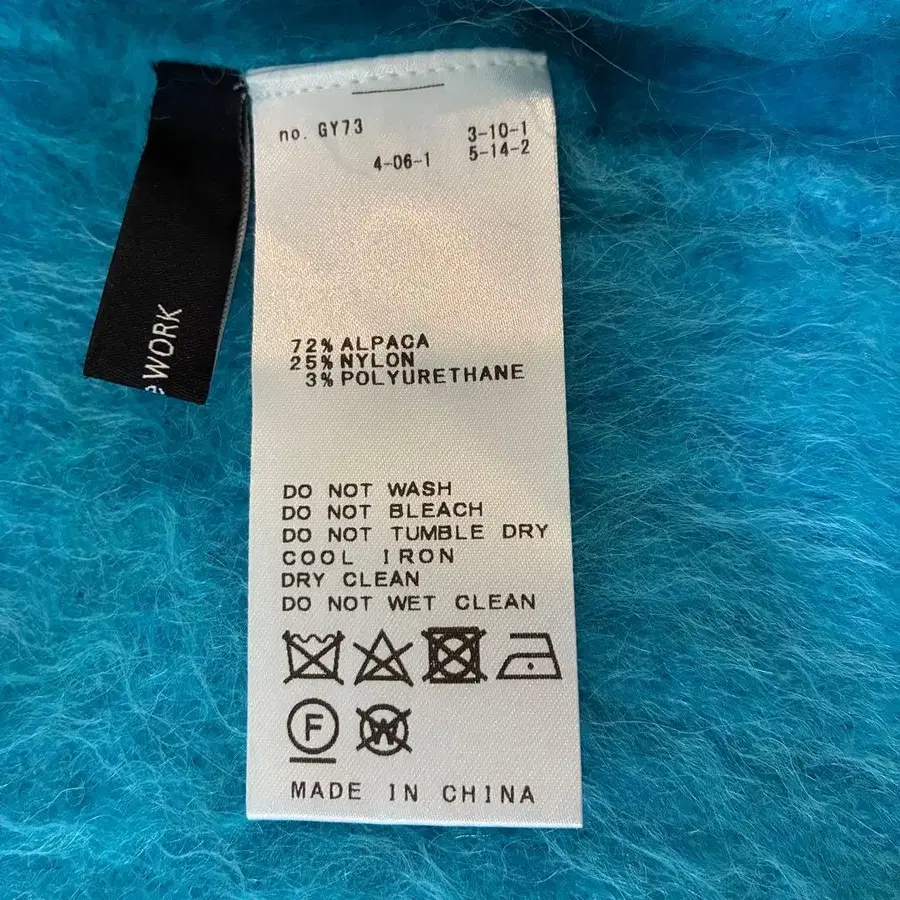 no. GY73
3-10-1
4-06-1 5-14-2
72% ALPACA
25% NYLON
3% POLYURETHANE
DO NOT WASH
DO NOT BLEACH
DO NOT TUMBLE DRY
COOL IRON
DRY CLEAN
DO NOT WET CLEAN
F W
MADE IN CHINA
e WORK